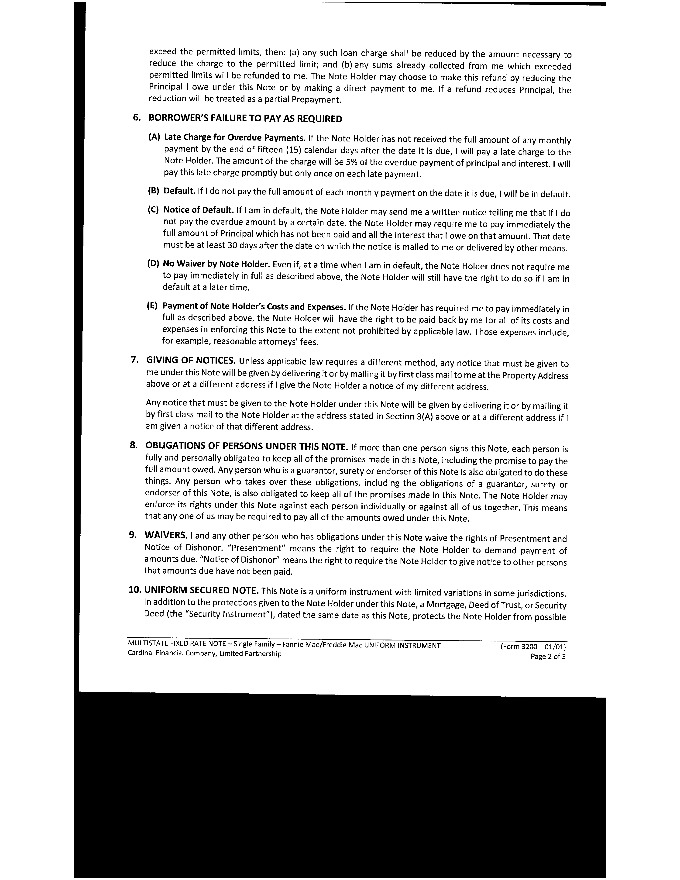 exceed the permitted limits, then: (a) any such loan charge shall be reduced by the amount necessary to
reduce the charge to the permitted limit; and (b) any sums already collected from me which exceeded
permitted limits will be refunded to me. The Note Holder may choose to make this refund by reducing the
Principal I owe under this Note or by making a direct payment to me. If a refund reduces Principal, the
reduction will be treated as a partial Prepayment.
6. BORROWER'S FAILURE TO PAY AS REQUIRED
(A) Late Charge for Overdue Payments. If the Note Holder has not received the full amount of any monthly
payment by the end of fifteen (15) calendar days after the date it is due, I will pay a late charge to the
Note Holder. The amount of the charge will be 5% of the overdue payment of principal and interest. I will
pay this late charge promptly but only once on each late payment.
(B) Default. If I do not pay the full amount of each monthly payment on the date it is due, I will be in default.
(C) Notice of Default. If I am in default, the Note Holder may send me a written notice telling me that if I do
not pay the overdue amount by a certain date, the Note Holder may require me to pay immediately the
full amount of Principal which has not been paid and all the interest that I owe on that amount. That date
must be at least 30 days after the date on which the notice is mailed to me or delivered by other means.
(D) No Waiver by Note Holder. Even if, at a time when I am in default, the Note Holder does not require me
to pay immediately in full as described above, the Note Holder will still have the right to do so if I am in
default at a later time.
(E) Payment of Note Holder's Costs and Expenses. If the Note Holder has required me to pay immediately in
full as described above, the Note Holder will have the right to be paid back by me for all of its costs and
expenses in enforcing this Note to the extent not prohibited by applicable law. Those expenses include,
for example, reasonable attorneys' fees.
7. GIVING OF NOTICES. Unless applicable law requires a different method, any notice that must be given to
me under this Note will be given by delivering it or by mailing it by first class mail to me at the Property Address
above or at a different address if I give the Note Holder a notice of my different address.
Any notice that must be given to the Note Holder under this Note will be given by delivering it or by mailing it
by first class mail to the Note Holder at the address stated in Section 3(A) above or at a different address if I
am given a notice of that different address.
8. OBLIGATIONS OF PERSONS UNDER THIS NOTE. If more than one person signs this Note, each person is
fully and personally obligated to keep all of the promises made in this Note, including the promise to pay the
full amount owed. Any person who is a guarantor, surety or endorser of this Note is also obligated to do these
things. Any person who takes over these obligations, including the obligations of a guarantor, surety or
endorser of this Note, is also obligated to keep all of the promises made in this Note. The Note Holder may
enforce its rights under this Note against each person individually or against all of us together. This means
that any one of us may be required to pay all of the amounts owed under this Note.
9. WAIVERS. I and any other person who has obligations under this Note waive the rights of Presentment and
Notice of Dishonor. "Presentment" means the right to require the Note Holder to demand payment of
amounts due. "Notice of Dishonor" means the right to require the Note Holder to give notice to other persons
that amounts due have not been paid.
10. UNIFORM SECURED NOTE. This Note is a uniform instrument with limited variations in some jurisdictions.
In addition to the protections given to the Note Holder under this Note, a Mortgage, Deed of Trust, or Security
Deed (the "Security Instrument"), dated the same date as this Note, protects the Note Holder from possible
MULTISTATE FIXED RATE NOTE – Single Family – Fannie Mae/Freddie Mac UNIFORM INSTRUMENT (Form 3200 01/01)
Cardinal Financial Company, Limited Partnership Page 2 of 3